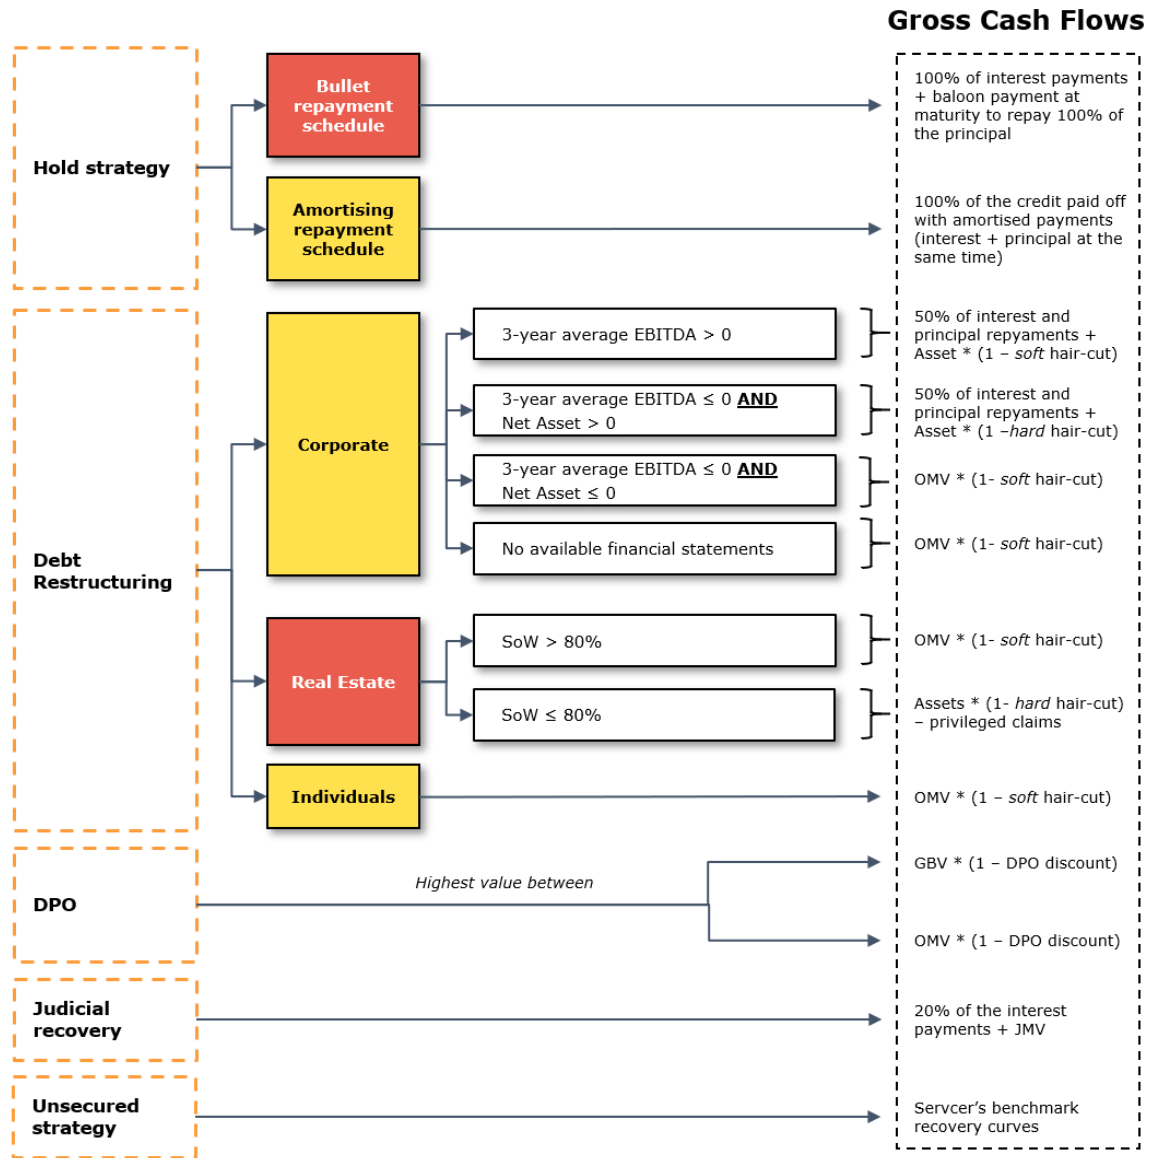 Gross Cash Flows
Hold strategy
Bullet
repayment
schedule
100% of interest payments
+ baloon payment at
maturity to repay 100% of
the principal
Amortising
repayment
schedule
100% of the credit paid off
with amortised payments
(interest + principal at the
same time)
Debt
Restructuring
Corporate
3-year average EBITDA > 0
50% of interest and
principal repyaments +
Asset * (1 – soft hair-cut)
3-year average EBITDA ≤ 0 AND
Net Asset > 0
50% of interest and
principal repyaments +
Asset * (1 –hard hair-cut)
3-year average EBITDA ≤ 0 AND
Net Asset ≤ 0
OMV * (1- soft hair-cut)
No available financial statements
OMV * (1- soft hair-cut)
Real Estate
SoW > 80%
OMV * (1- soft hair-cut)
SoW ≤ 80%
Assets * (1- hard hair-cut)
– privileged claims
Individuals
OMV * (1 – soft hair-cut)
DPO
Highest value between
GBV * (1 – DPO discount)
OMV * (1 – DPO discount)
Judicial
recovery
20% of the interest
payments + JMV
Unsecured
strategy
Servcer's benchmark
recovery curves